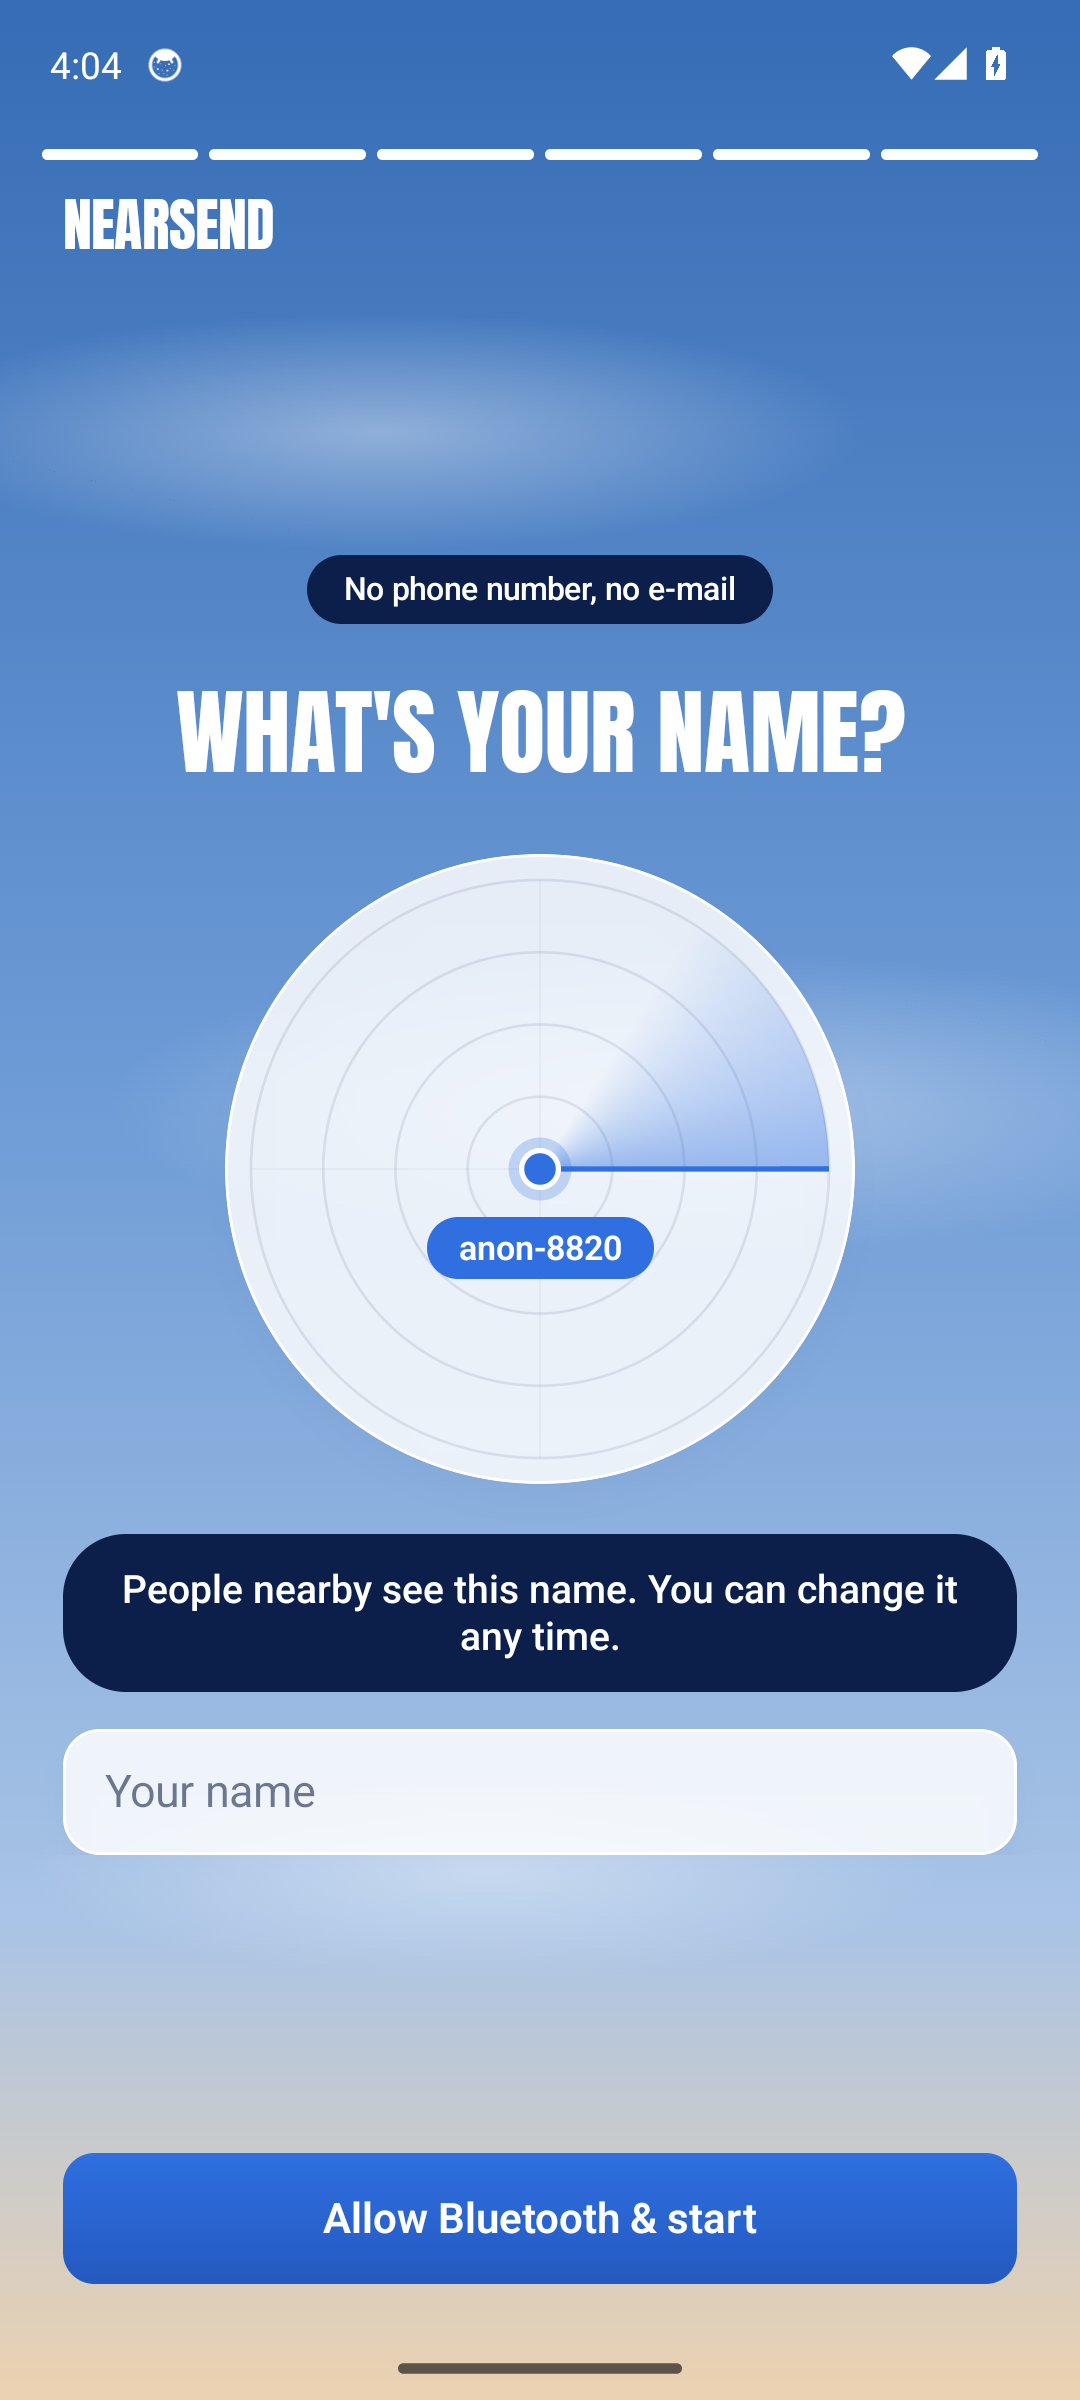 4:04
NEARSEND
No phone number, no e-mail
WHAT'S YOUR NAME?
anon-8820
People nearby see this name. You can change it
any time.
Your name
Allow Bluetooth & start